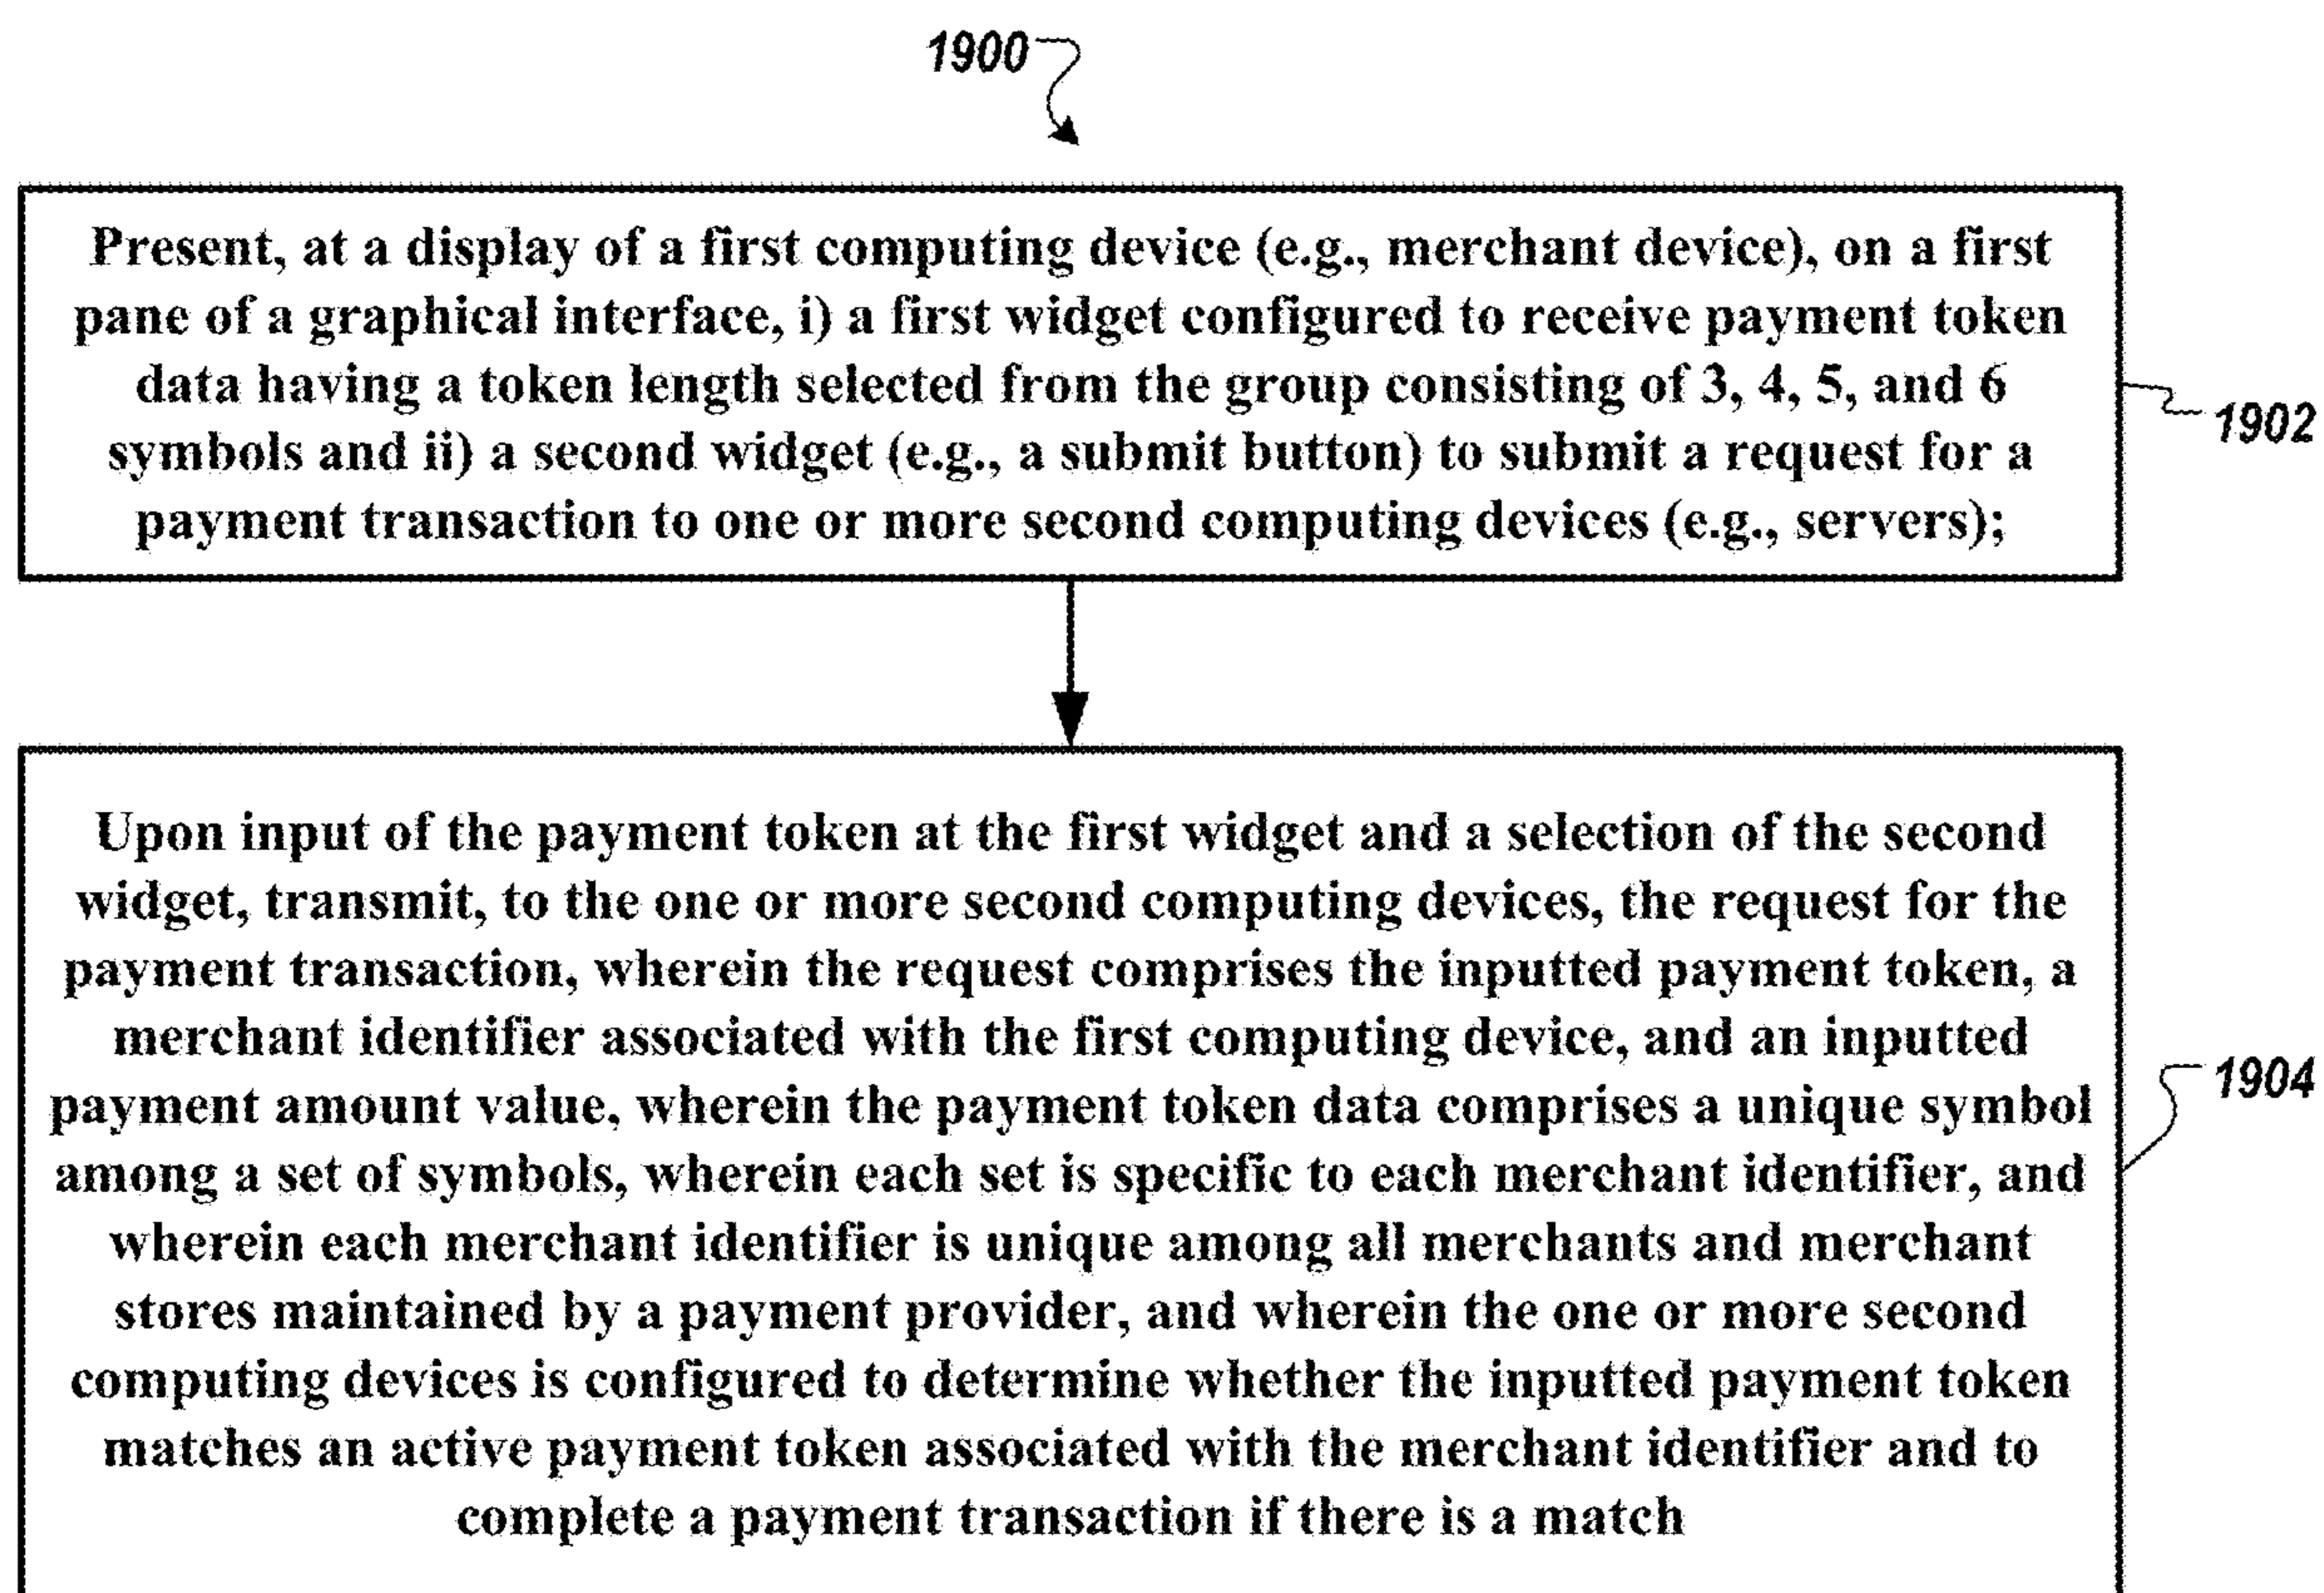 1900
Present, at a display of a first computing device (e.g., merchant device), on a first
pane of a graphical interface, i) a first widget configured to receive payment token
data having a token length selected from the group consisting of 3, 4, 5, and 6
symbols and ii) a second widget (e.g., a submit button) to submit a request for a
payment transaction to one or more second computing devices (e.g., servers);
1902
Upon input of the payment token at the first widget and a selection of the second
widget, transmit, to the one or more second computing devices, the request for the
payment transaction, wherein the request comprises the inputted payment token, a
merchant identifier associated with the first computing device, and an inputted
payment amount value, wherein the payment token data comprises a unique symbol
among a set of symbols, wherein each set is specific to each merchant identifier, and
wherein each merchant identifier is unique among all merchants and merchant
stores maintained by a payment provider, and wherein the one or more second
computing devices is configured to determine whether the inputted payment token
matches an active payment token associated with the merchant identifier and to
complete a payment transaction if there is a match
1904